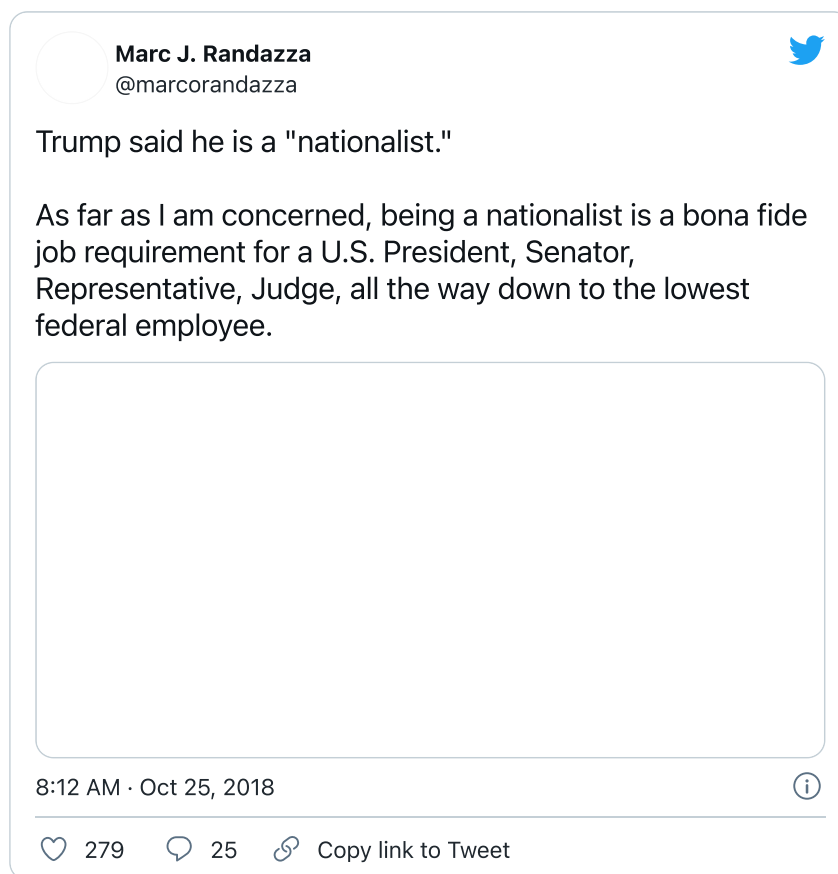 Marc J. Randazza
@marcorandazza
Trump said he is a "nationalist."
As far as I am concerned, being a nationalist is a bona fide
job requirement for a U.S. President, Senator,
Representative, Judge, all the way down to the lowest
federal employee.
8:12 AM · Oct 25, 2018
279 25 Copy link to Tweet